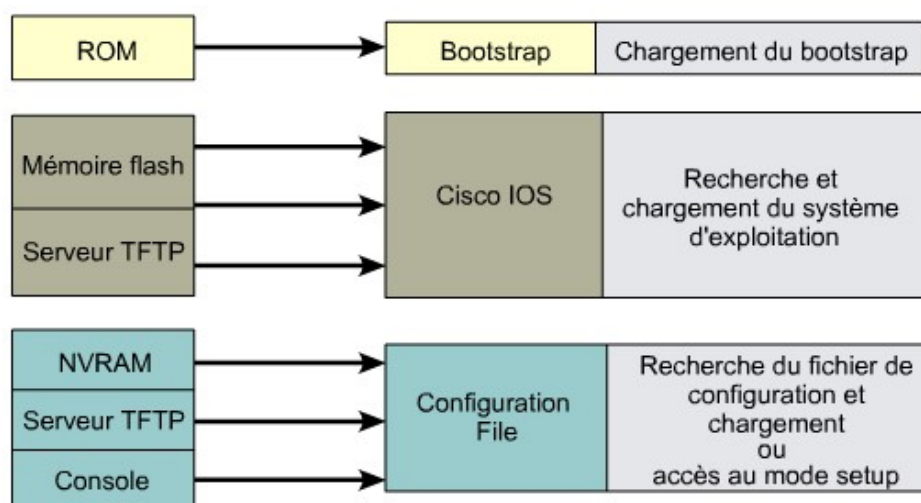 ROM
Bootstrap
Chargement du bootstrap
Mémoire flash
Serveur TFTP
Cisco IOS
Recherche et
chargement du système
d'exploitation
NVRAM
Serveur TFTP
Console
Configuration
File
Recherche du fichier de
configuration et
chargement
ou
accès au mode setup